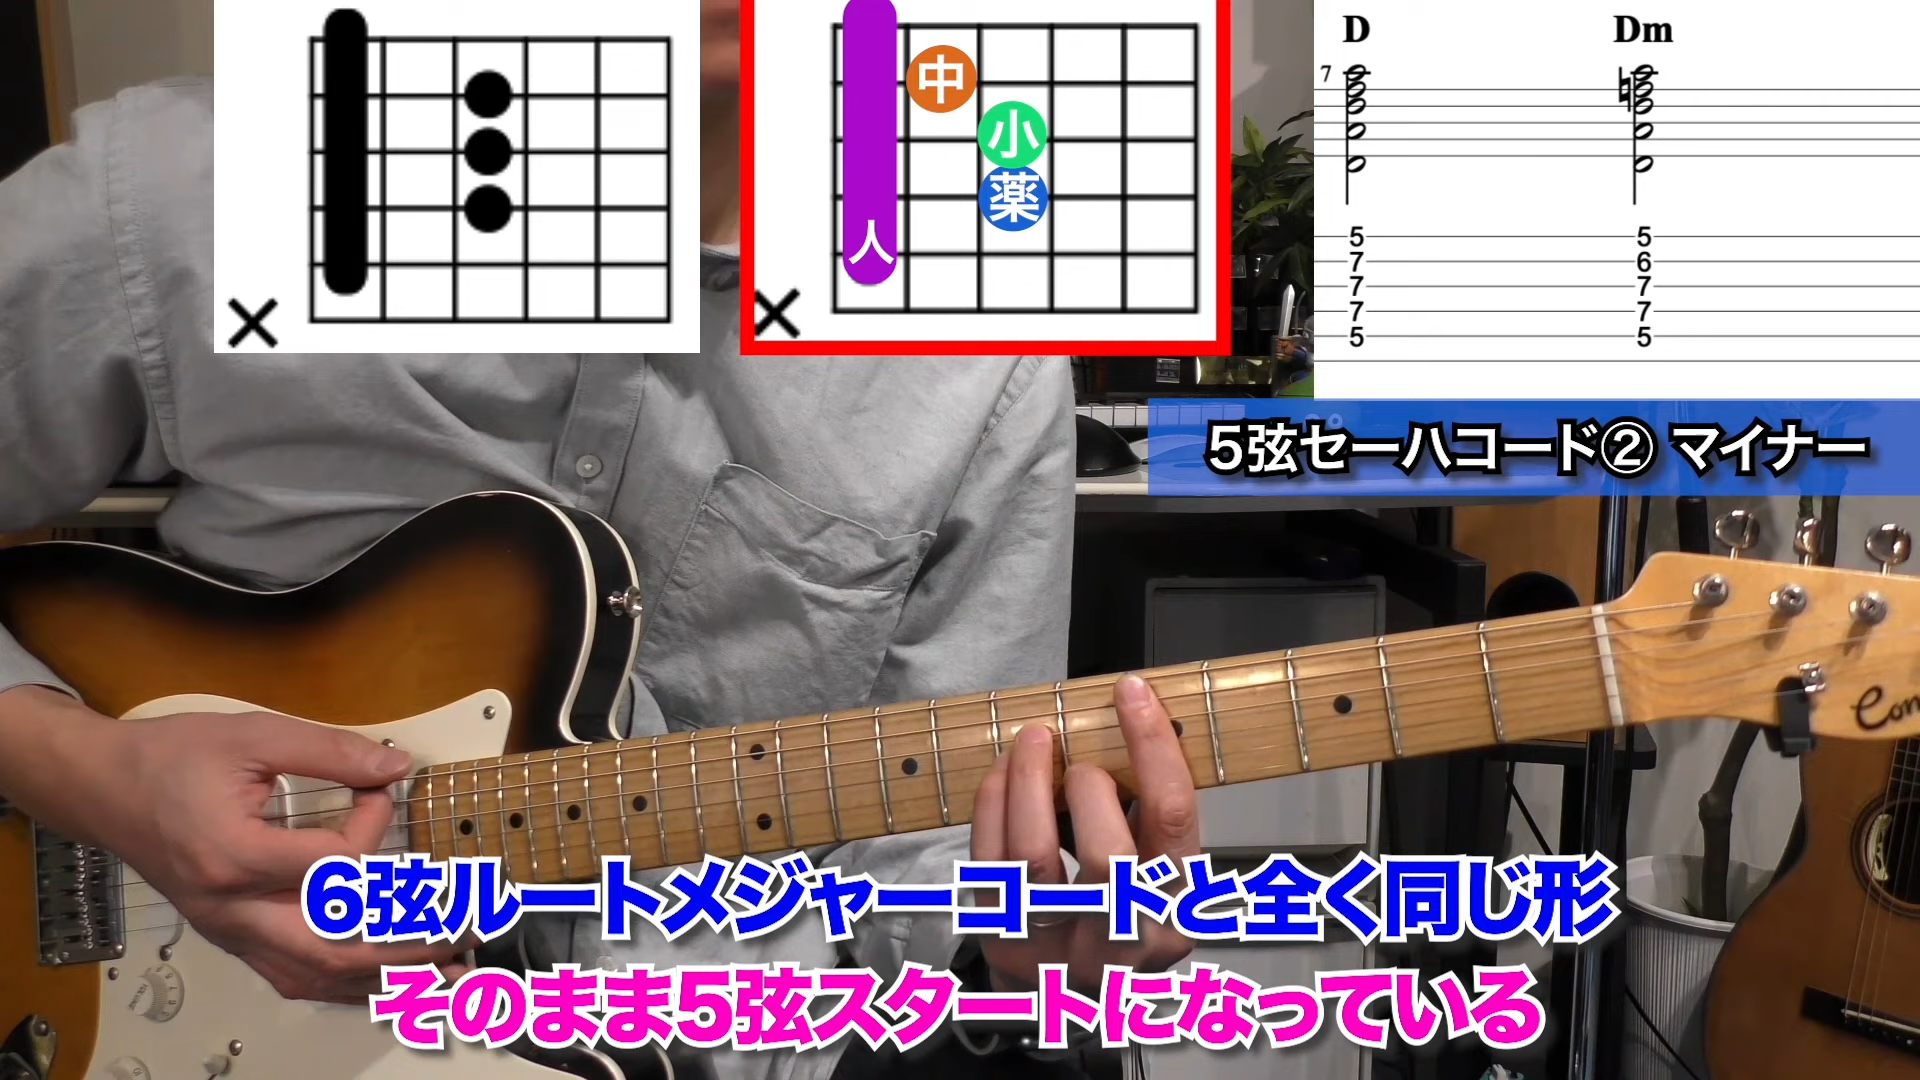 中
小
薬
人
×
×
D Dm
7
5 5
7 6
7 7
7 7
5 5
5弦セーハコード② マイナー
6弦ルートメジャーコードと全く同じ形
そのまま5弦スタートになっている